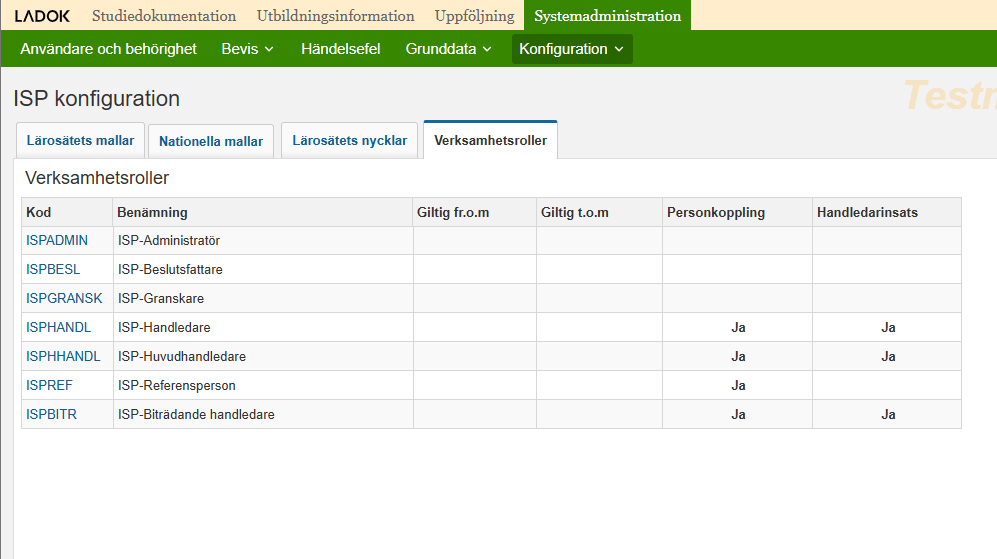 LADOK Studiedokumentation Utbildningsinformation Uppföljning Systemadministration
Användare och behörighet Bevis Händelsefel Grunddata Konfiguration
ISP konfiguration
Lärosätets mallar Nationella mallar Lärosätets nycklar Verksamhetsroller
Verksamhetsroller
Kod Benämning Giltig fr.o.m Giltig t.o.m Personkoppling Handledarinsats
ISPADMIN ISP-Administratör
ISPBESL ISP-Beslutsfattare
ISPGRANSK ISP-Granskare
ISPHANDL ISP-Handledare Ja Ja
ISPHHANDL ISP-Huvudhandledare Ja Ja
ISPREF ISP-Referensperson Ja
ISPBITR ISP-Biträdande handledare Ja Ja